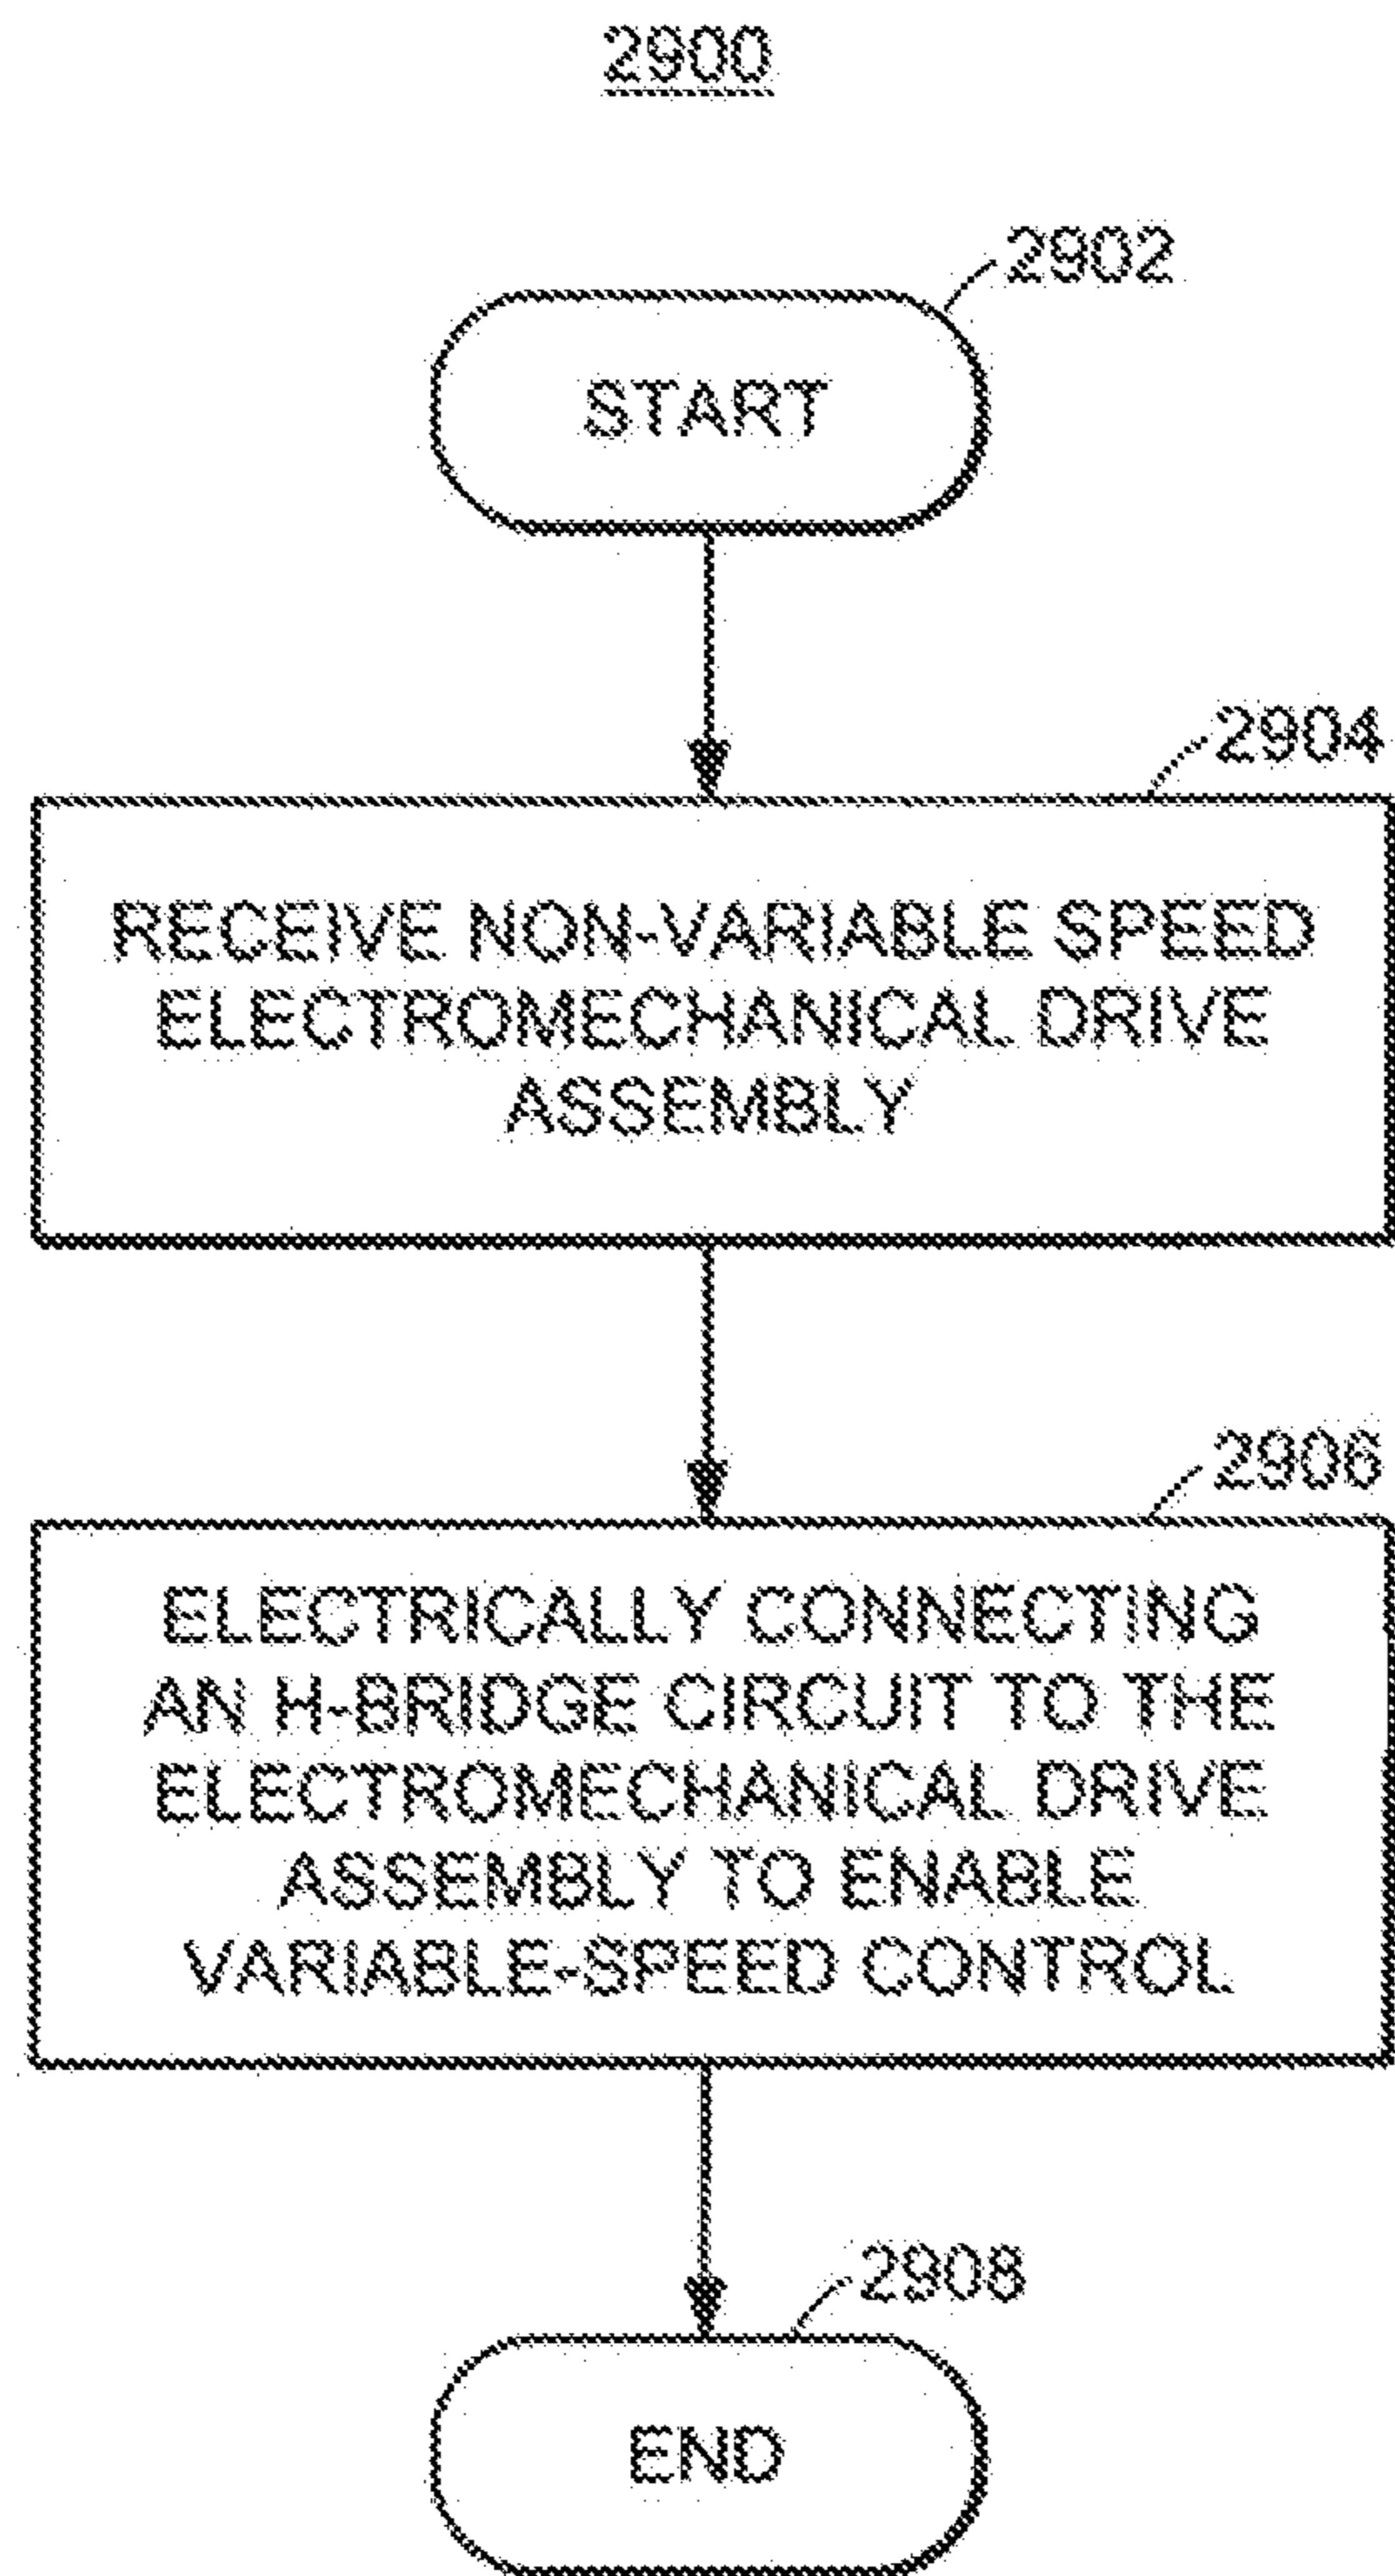 2900
2902
START
2904
RECEIVE NON-VARIABLE SPEED
ELECTROMECHANICAL DRIVE
ASSEMBLY
2906
ELECTRICALLY CONNECTING
AN H-BRIDGE CIRCUIT TO THE
ELECTROMECHANICAL DRIVE
ASSEMBLY TO ENABLE
VARIABLE-SPEED CONTROL
2908
END